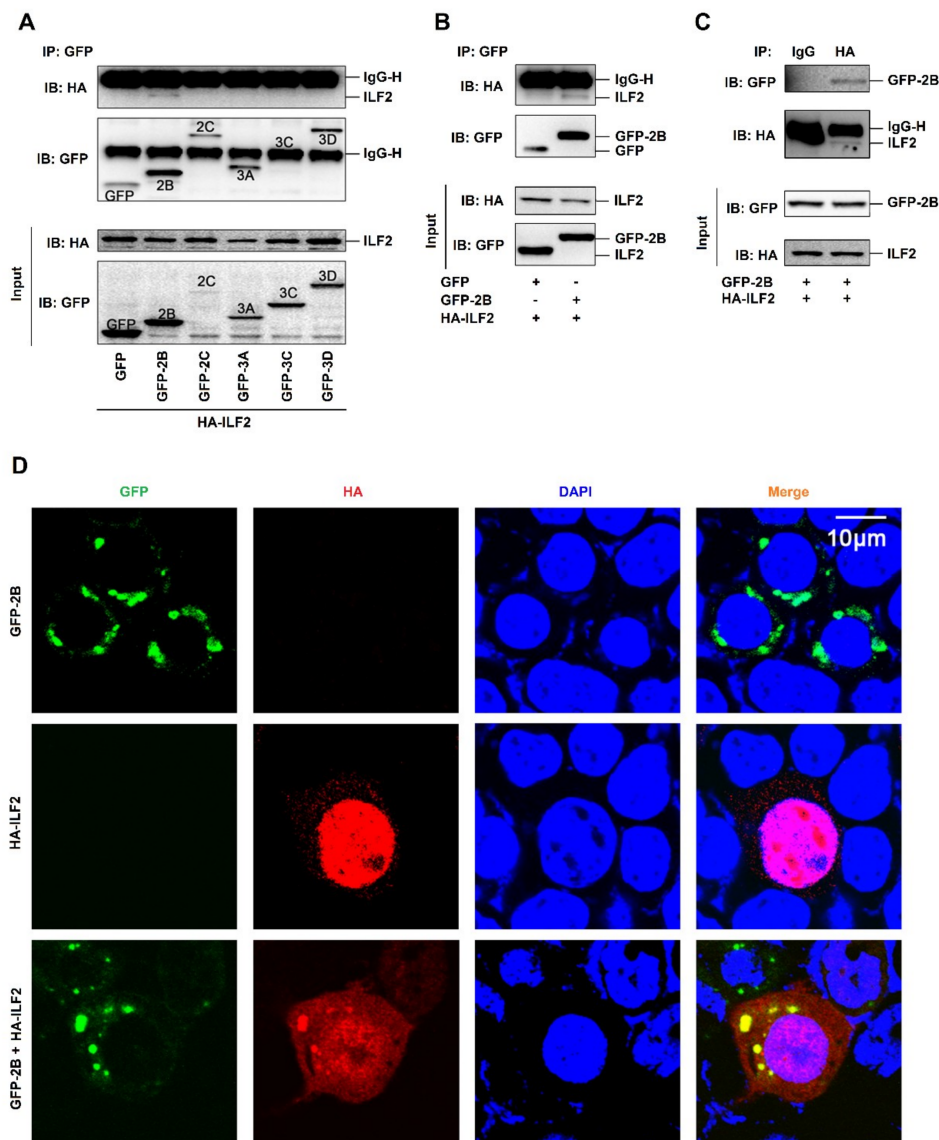 A
IP: GFP
IB: HA
IgG-H
ILF2
IB: GFP
2C
3D
3C
IgG-H
3A
2B
GFP
Input
IB: HA
ILF2
IB: GFP
3D
2C
3C
3A
2B
GFP
GFP
GFP-2B
GFP-2C
GFP-3A
GFP-3C
GFP-3D
HA-ILF2
B
IP: GFP
IB: HA
IgG-H
ILF2
IB: GFP
GFP-2B
GFP
Input
IB: HA
ILF2
IB: GFP
GFP-2B
ILF2
GFP + -
GFP-2B - +
HA-ILF2 + +
C
IP: IgG HA
IB: GFP
GFP-2B
IB: HA
IgG-H
ILF2
Input
IB: GFP
GFP-2B
IB: HA
ILF2
GFP-2B + +
HA-ILF2 + +
D
GFP HA DAPI Merge
GFP-2B
10μm
HA-ILF2
GFP-2B + HA-ILF2